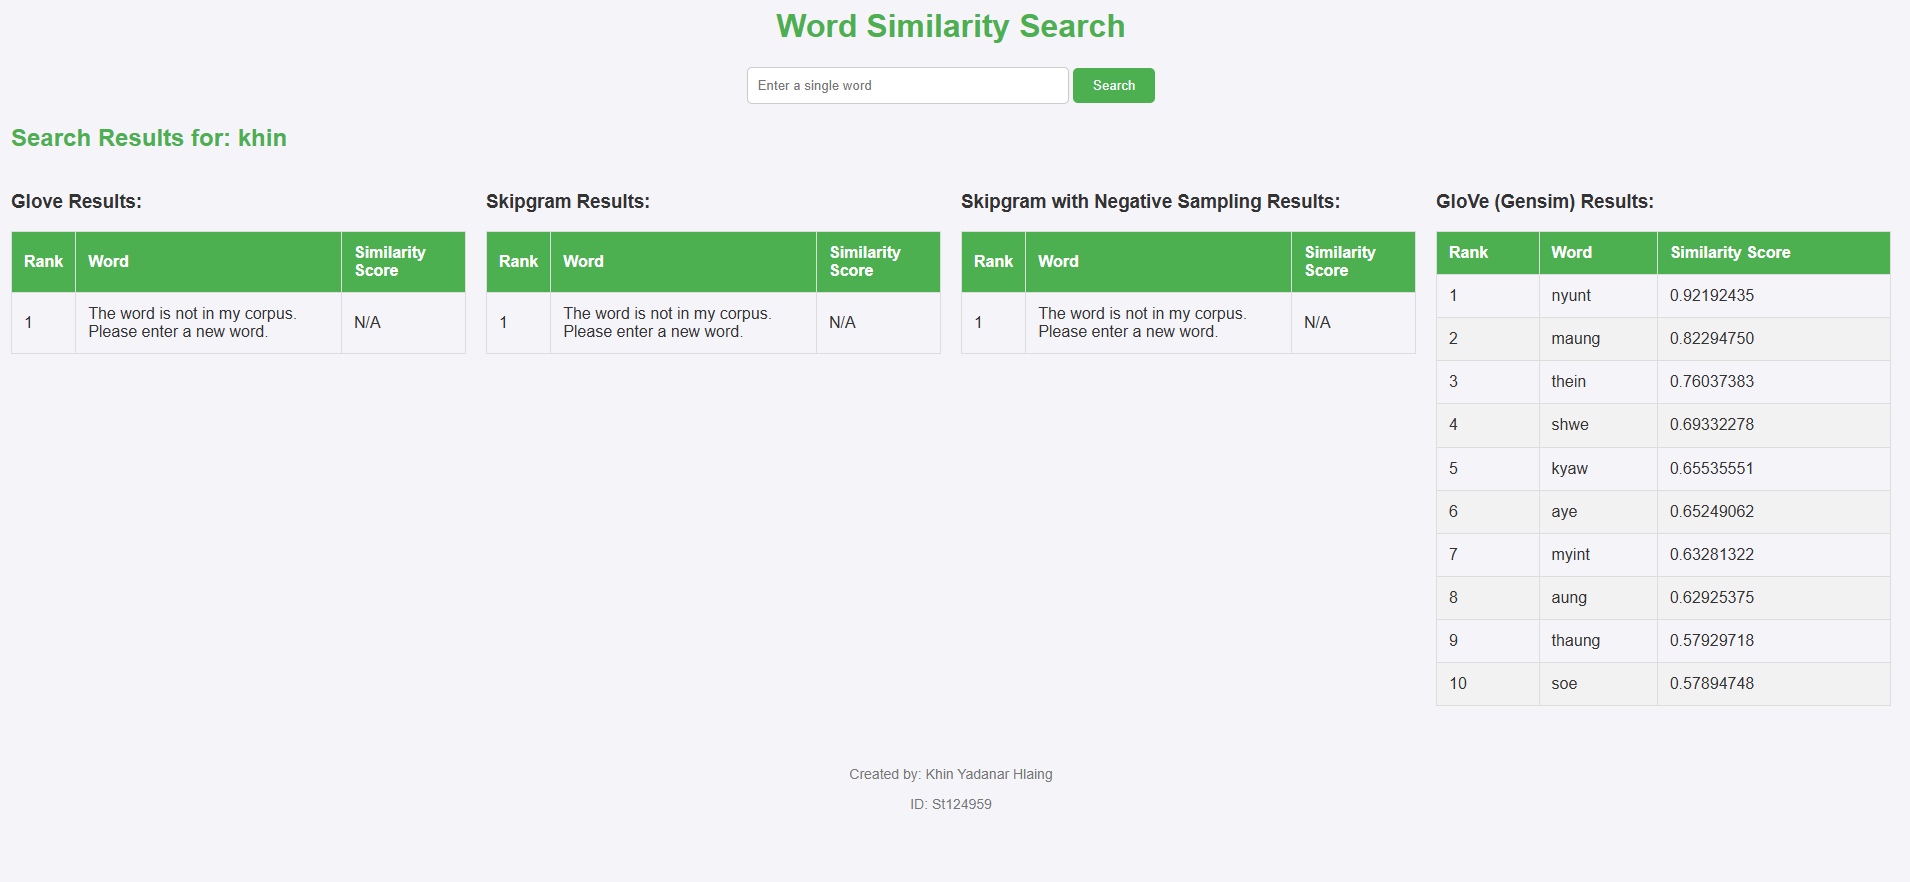 Word Similarity Search
Enter a single word
Search
Search Results for: khin
Glove Results:
Rank Word Similarity Score
1 The word is not in my corpus. Please enter a new word. N/A
Skipgram Results:
Rank Word Similarity Score
1 The word is not in my corpus. Please enter a new word. N/A
Skipgram with Negative Sampling Results:
Rank Word Similarity Score
1 The word is not in my corpus. Please enter a new word. N/A
GloVe (Gensim) Results:
Rank Word Similarity Score
1 nyunt 0.92192435
2 maung 0.82294750
3 thein 0.76037383
4 shwe 0.69332278
5 kyaw 0.65535551
6 aye 0.65249062
7 myint 0.63281322
8 aung 0.62925375
9 thaung 0.57929718
10 soe 0.57894748
Created by: Khin Yadanar Hlaing
ID: St124959